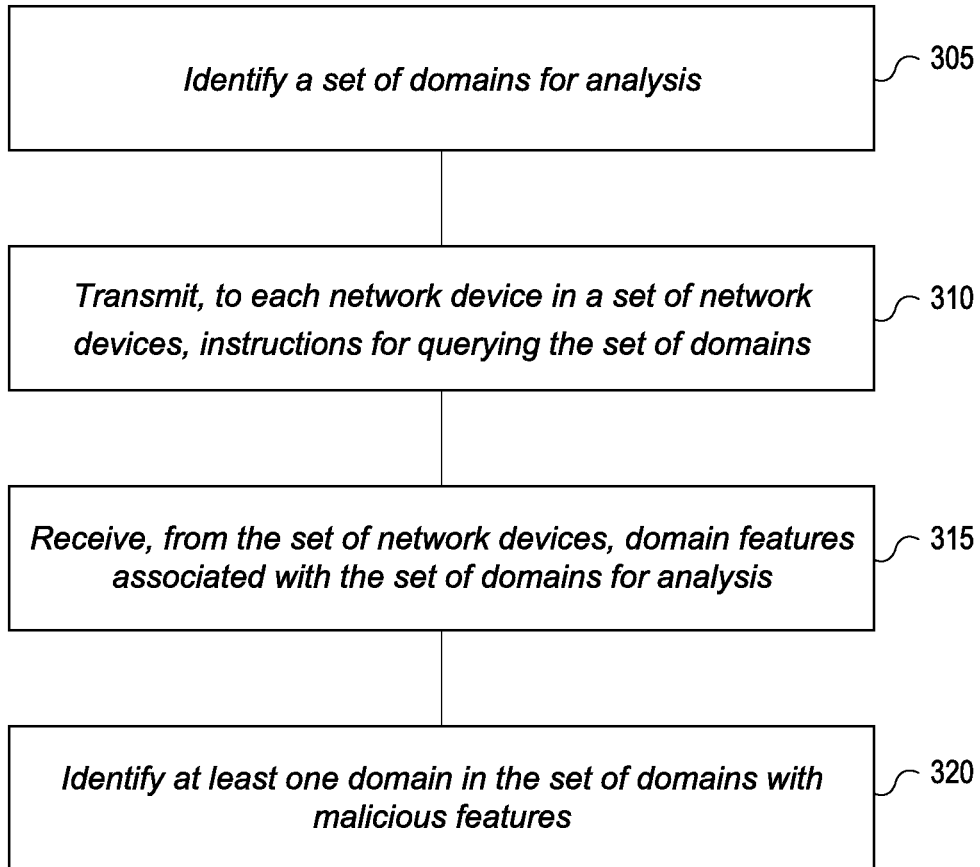 Identify a set of domains for analysis
305
Transmit, to each network device in a set of network
devices, instructions for querying the set of domains
310
Receive, from the set of network devices, domain features
associated with the set of domains for analysis
315
Identify at least one domain in the set of domains with
malicious features
320